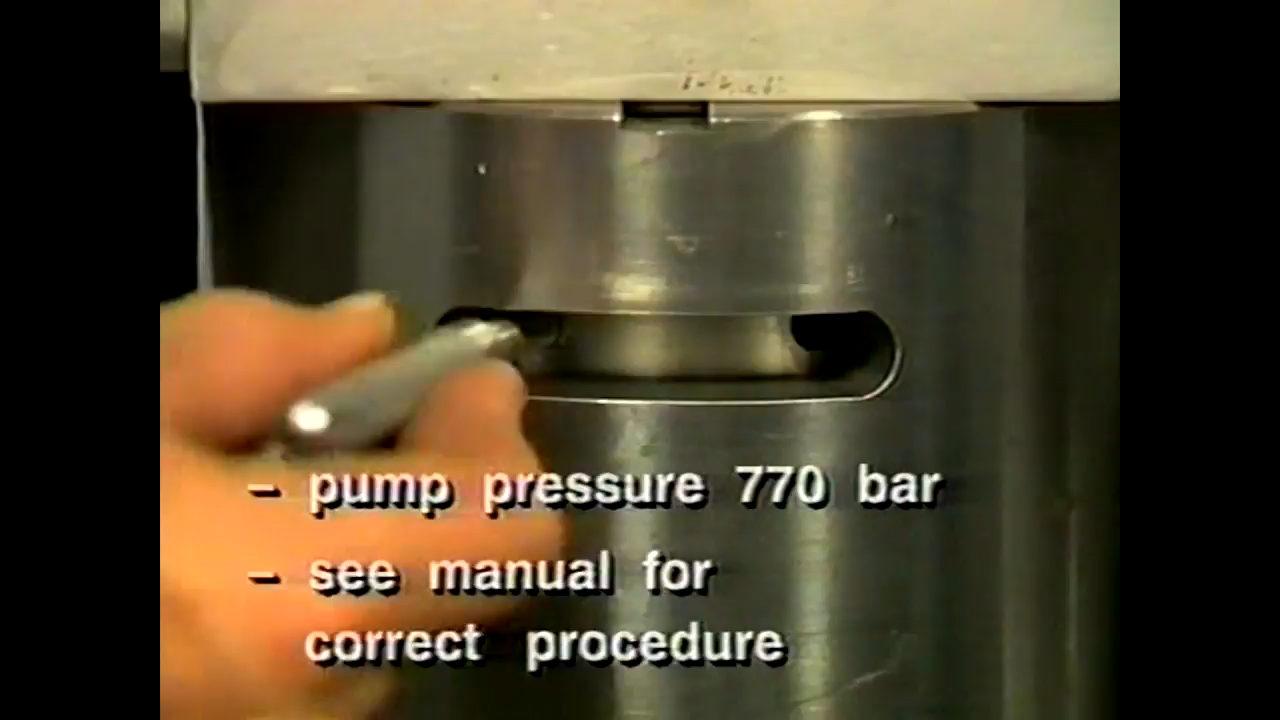 – pump pressure 770 bar
– see manual for
correct procedure